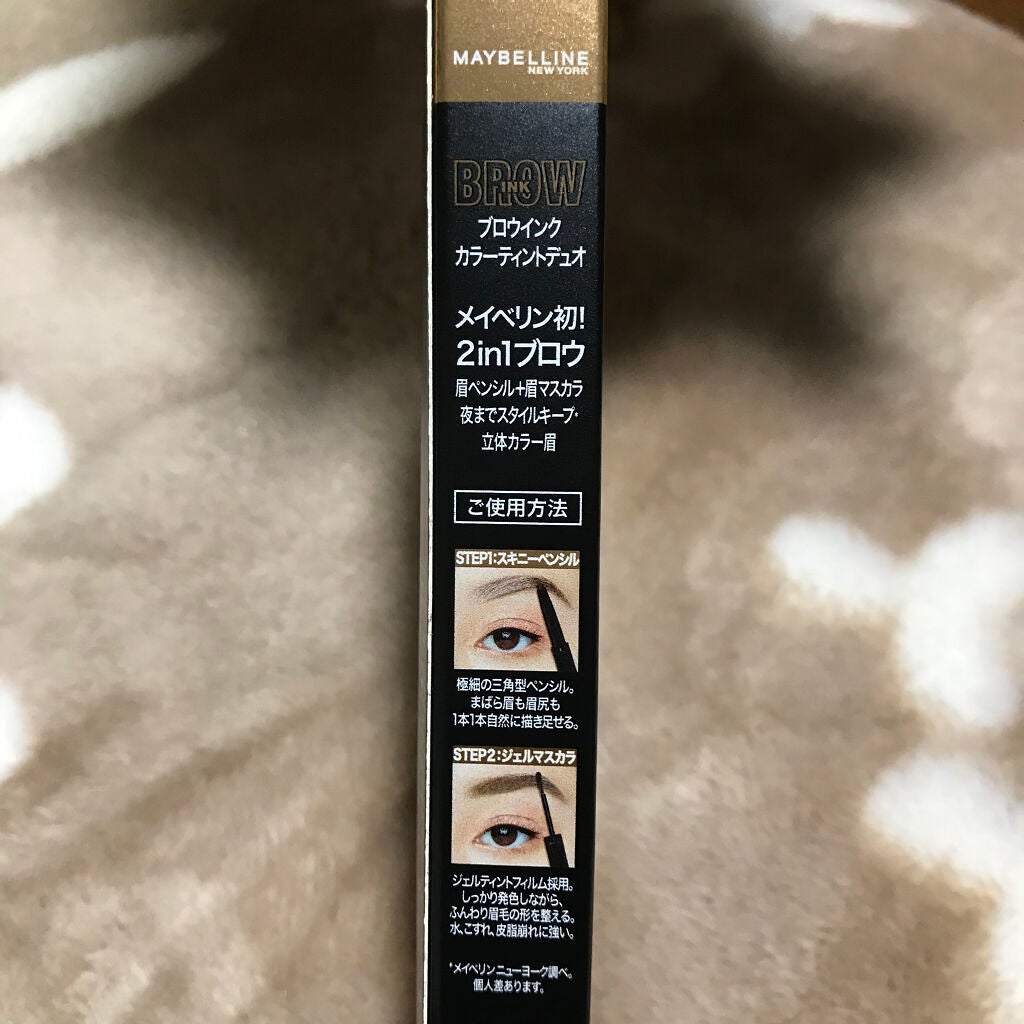 MAYBELLINE
NEW YORK
BROW
INK
ブロウインク
カラーティントデュオ
メイベリン初!
2in1ブロウ
眉ペンシル+眉マスカラ
夜までスタイルキープ*
立体カラー眉
ご使用方法
STEP1:スキニーペンシル
極細の三角型ペンシル。
まばら眉も眉尻も
1本1本自然に描き足せる。
STEP2:ジェルマスカラ
ジェルティントフィルム採用。
しっかり発色しながら、
ふんわり眉毛の形を整える。
水、こすれ、皮脂崩れに強い。
*メイベリン ニューヨーク調べ。
個人差あります。